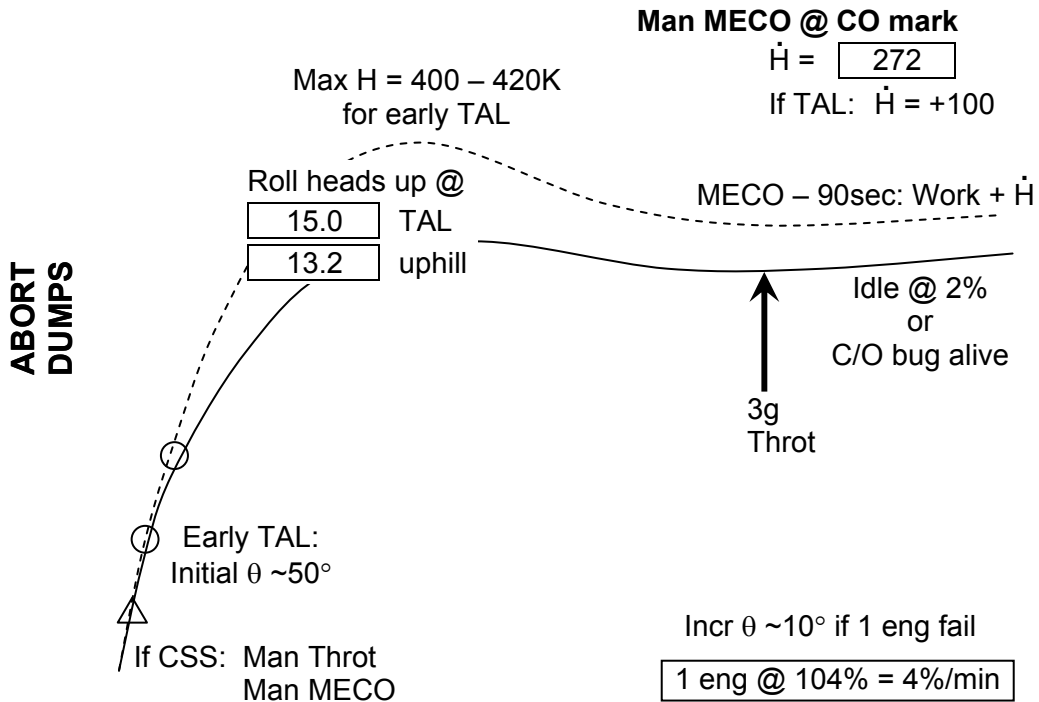 Man MECO @ CO mark
Ḣ = 272
If TAL: Ḣ = +100
Max H = 400 – 420K
for early TAL
Roll heads up @
15.0 TAL
13.2 uphill
MECO – 90sec: Work + Ḣ
ABORT
DUMPS
Idle @ 2%
or
C/O bug alive
3g
Throt
Early TAL:
Initial θ ~50°
If CSS: Man Throt
Man MECO
Incr θ ~10° if 1 eng fail
1 eng @ 104% = 4%/min